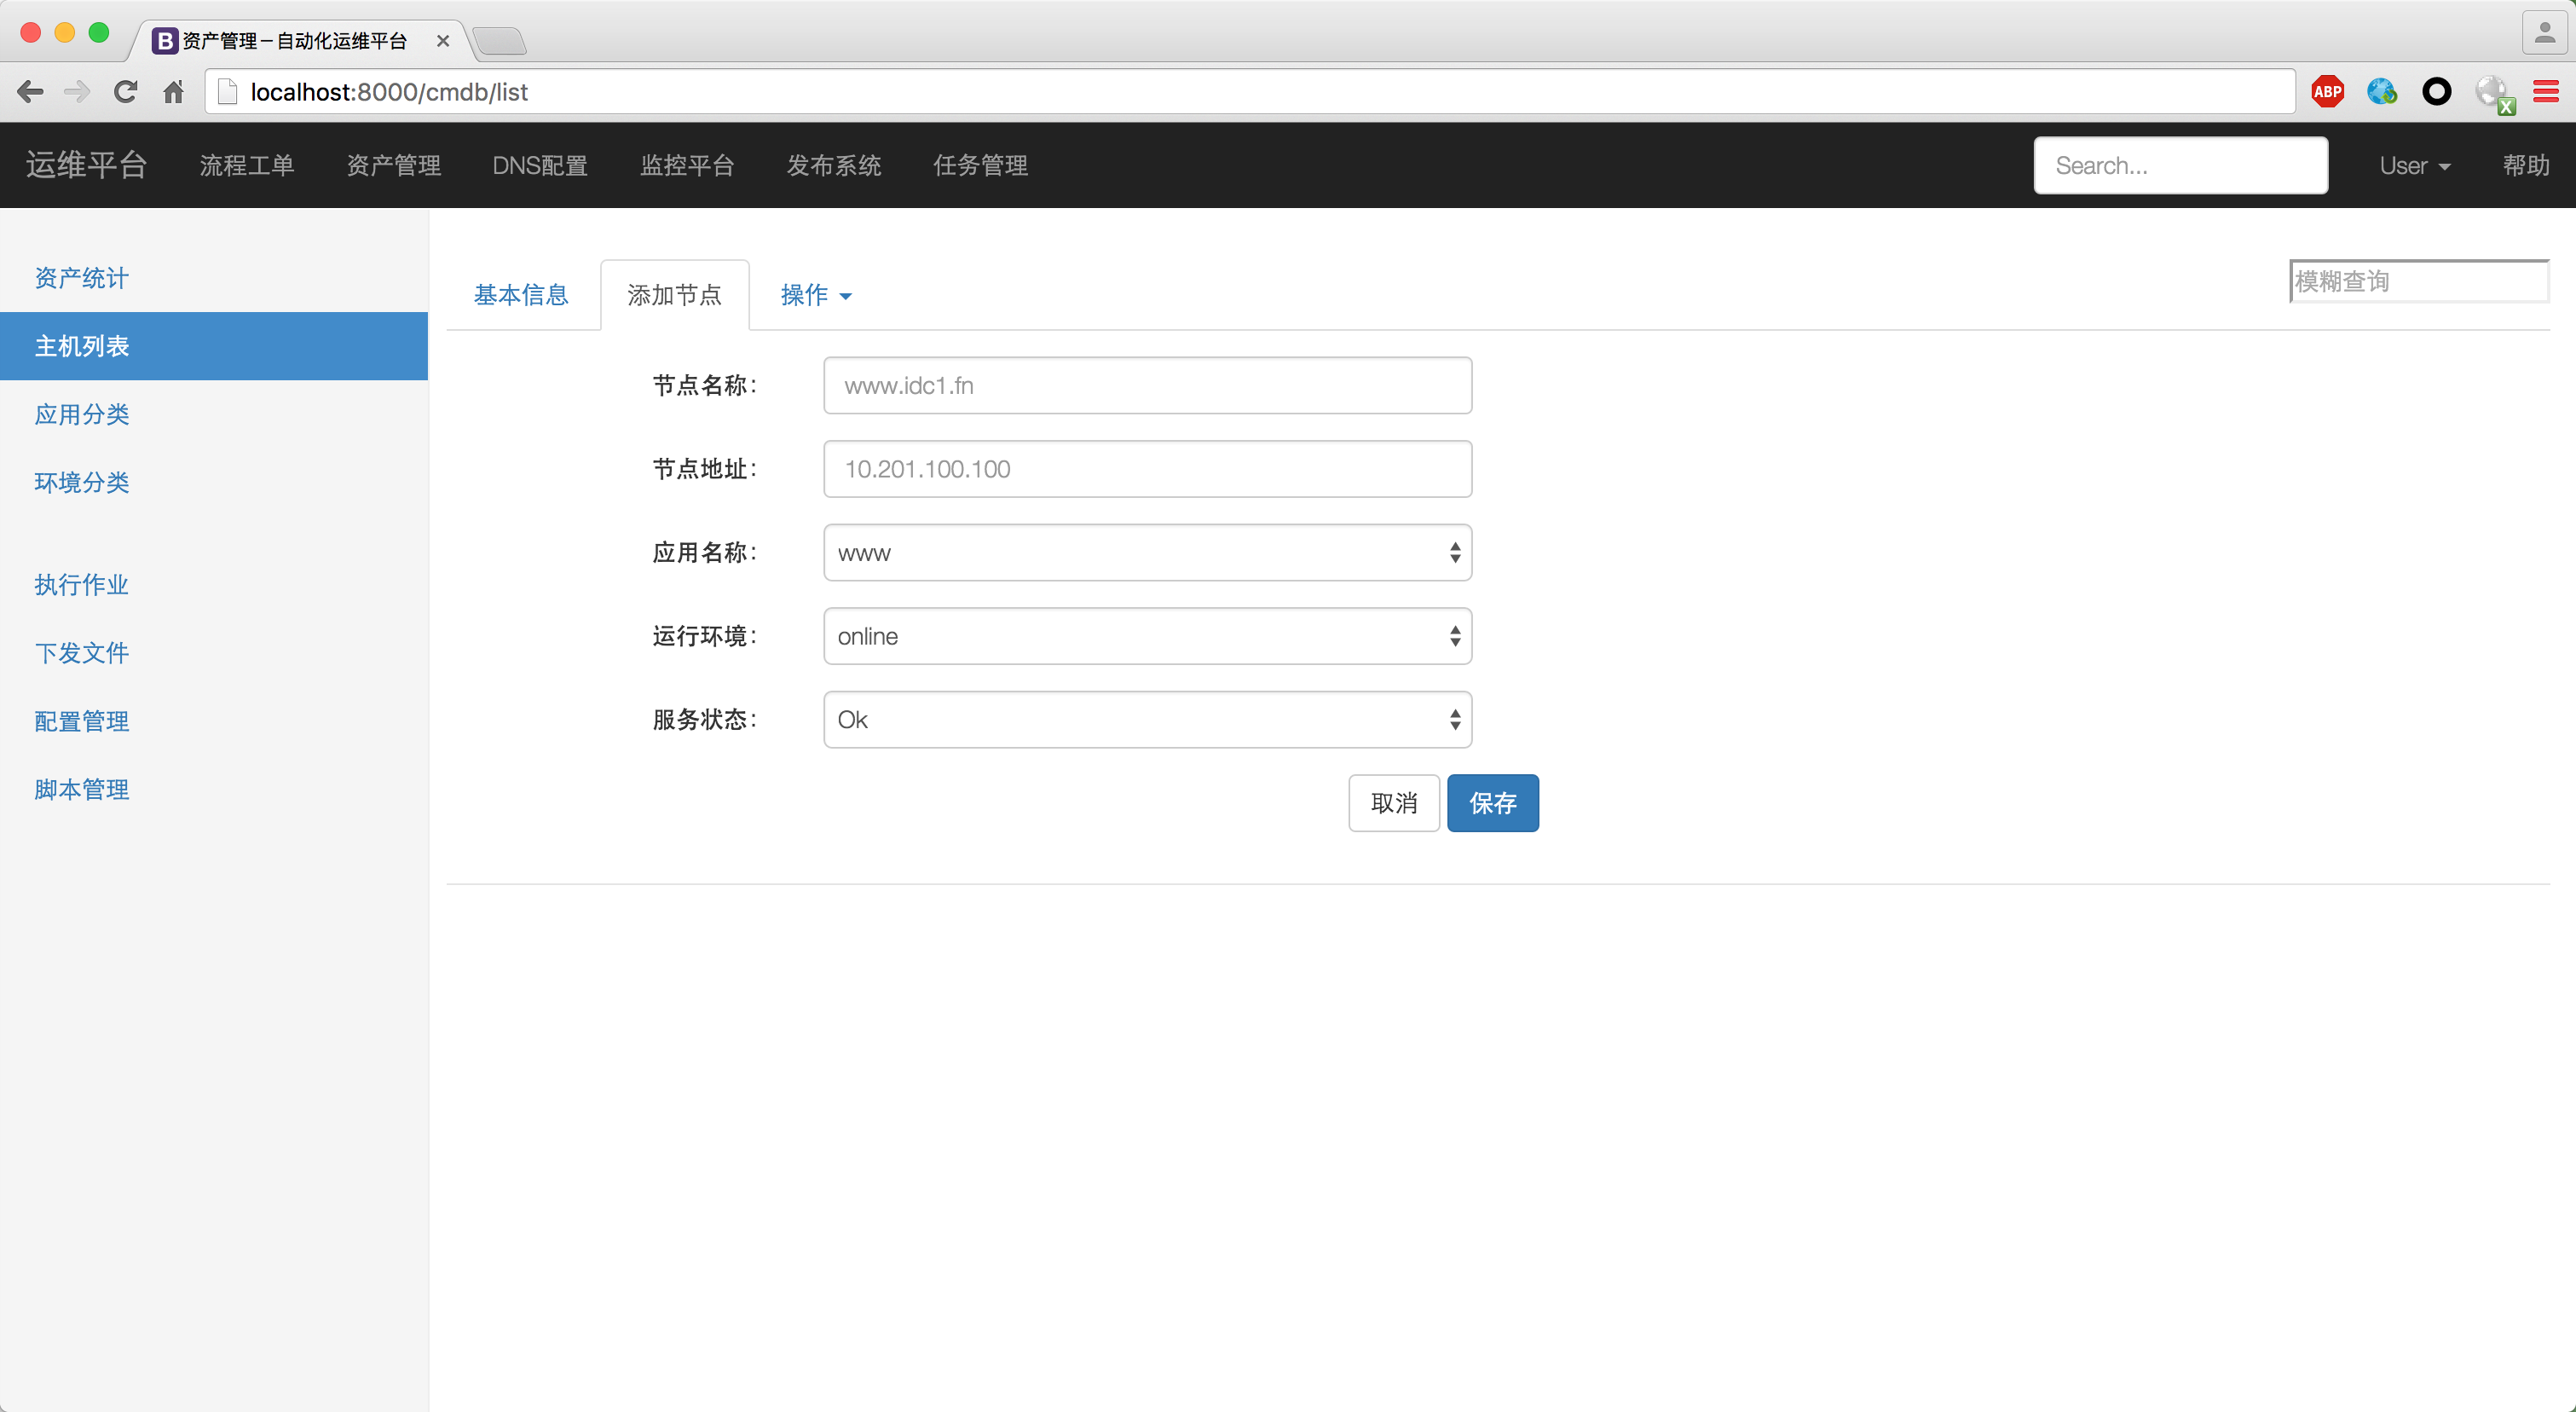 B 资产管理－自动化运维平台
localhost:8000/cmdb/list
ABP
X
运维平台 流程工单 资产管理 DNS配置 监控平台 发布系统 任务管理 Search... User 帮助
资产统计
主机列表
应用分类
环境分类
执行作业
下发文件
配置管理
脚本管理
基本信息 添加节点 操作 模糊查询
节点名称: www.idc1.fn
节点地址: 10.201.100.100
应用名称: www
运行环境: online
服务状态: Ok
取消 保存